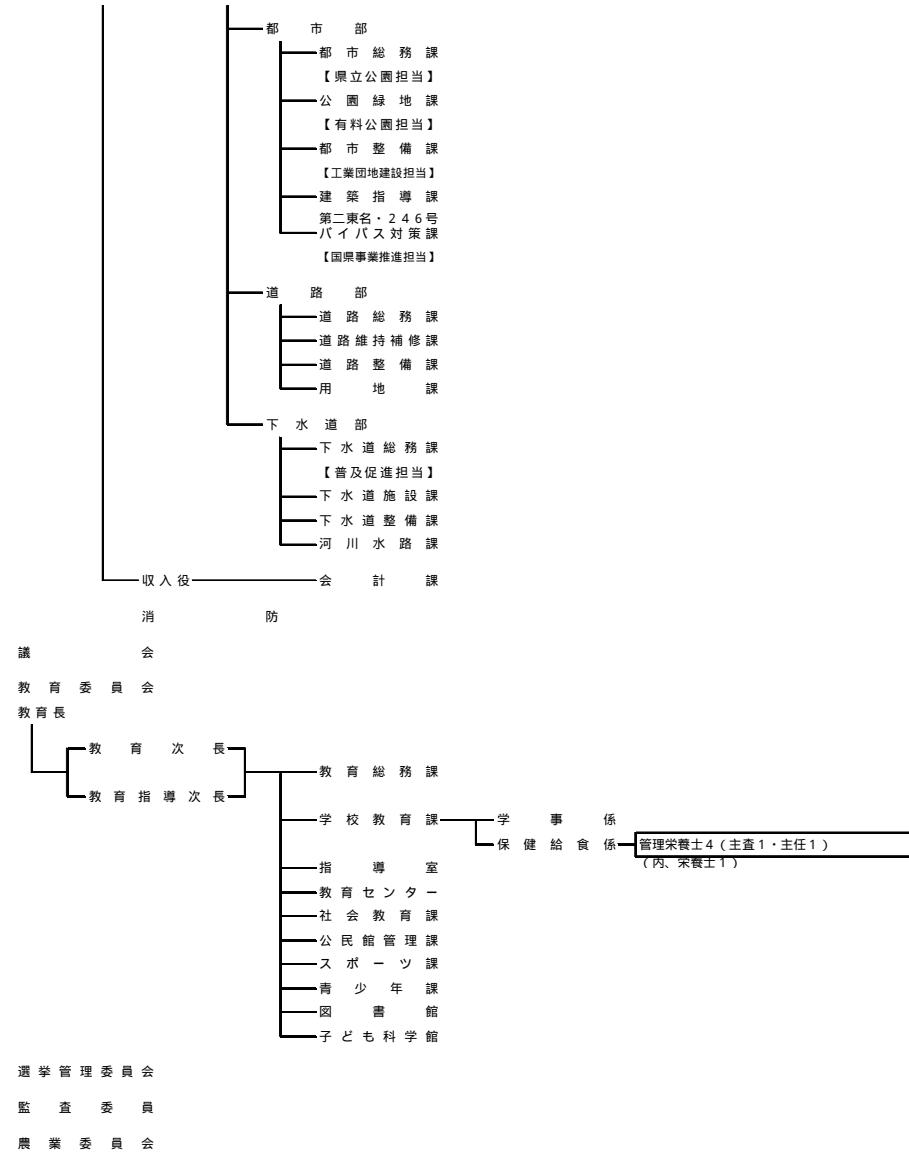 都市部
都市総務課
【県立公園担当】
公園緑地課
【有料公園担当】
都市整備課
【工業団地建設担当】
建築指導課
第二東名・２４６号
バイパス対策課
【国県事業推進担当】
道路部
道路総務課
道路維持補修課
道路整備課
用地課
下水道部
下水道総務課
【普及促進担当】
下水道施設課
下水道整備課
河川水路課
収入役 会計課
消防
議会
教育委員会
教育長
教育次長
教育総務課
教育指導次長
学校教育課 学事係
保健給食係 管理栄養士４（主査１・主任１）
（内、栄養士１）
指導室
教育センター
社会教育課
公民館管理課
スポーツ課
青少年課
図書館
子ども科学館
選挙管理委員会
監査委員
農業委員会